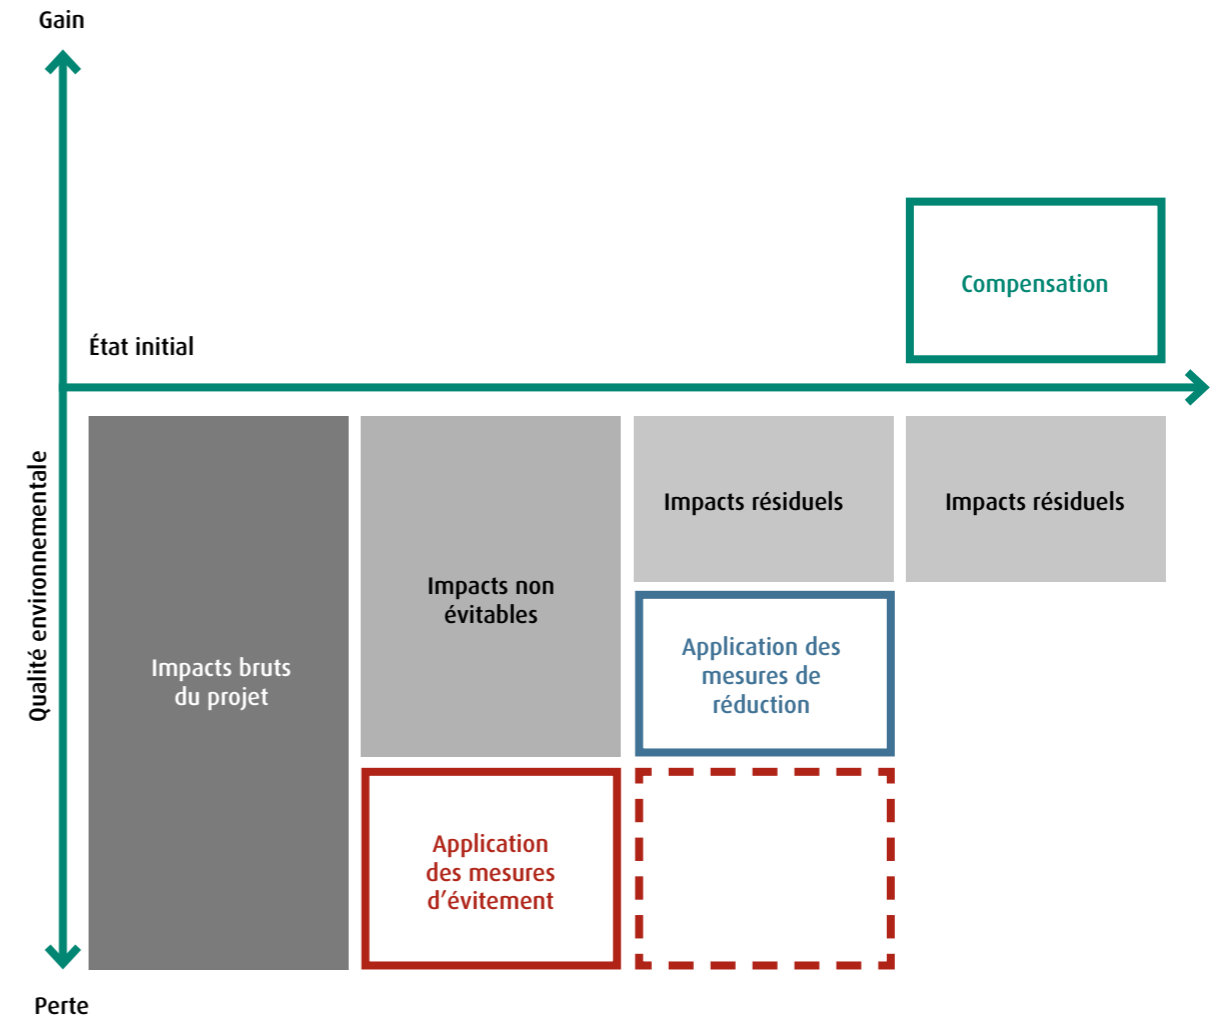 Gain
Compensation
État initial
Qualité environnementale
Impacts bruts
du projet
Impacts non
évitables
Application
des mesures
d’évitement
Impacts résiduels
Application des
mesures de
réduction
Impacts résiduels
Perte